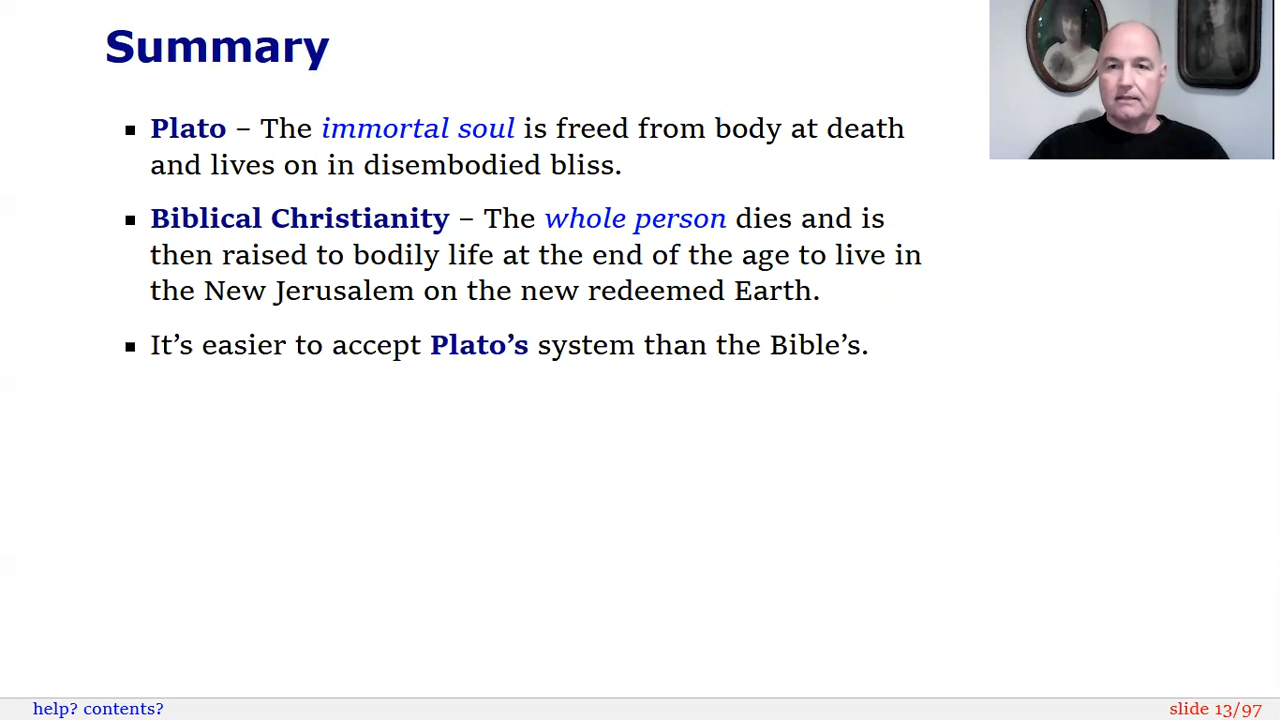 Summary
▪ Plato – The immortal soul is freed from body at death
and lives on in disembodied bliss.
▪ Biblical Christianity – The whole person dies and is
then raised to bodily life at the end of the age to live in
the New Jerusalem on the new redeemed Earth.
▪ It’s easier to accept Plato’s system than the Bible’s.
help? contents?
slide 13/97